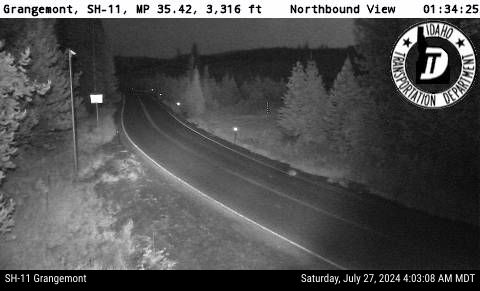 Grangemont, SH-11, MP 35.42, 3,316 ft Northbound View 01:34:25
IDAHO
TRANSPORTATION DEPARTMENT
SH-11 Grangemont Saturday, July 27, 2024 4:03:08 AM MDT